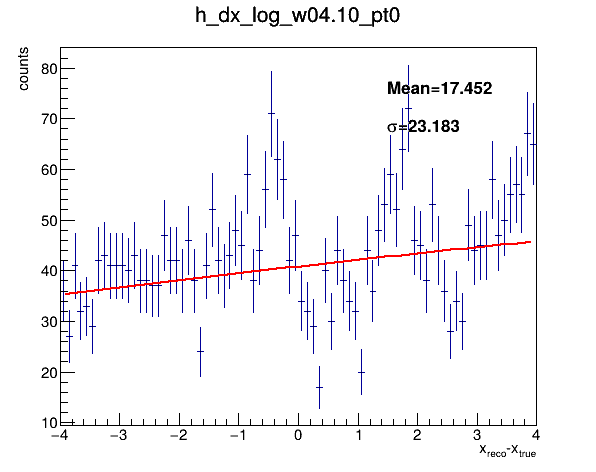 h_dx_log_w04.10_pt0
counts
Mean=17.452
σ=23.183
80
70
60
50
40
30
20
10
−4 −3 −2 −1 0 1 2 3 4
x_reco-x_true